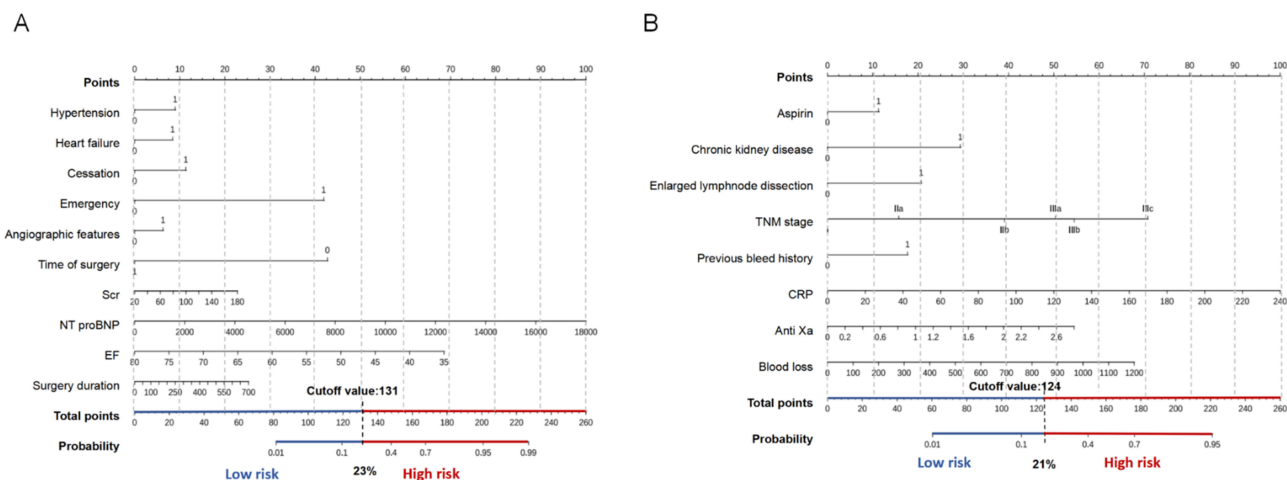 A
Points
0 10 20 30 40 50 60 70 80 90 100
Hypertension
0 1
Heart failure
0 1
Cessation
0 1
Emergency
0 1
Angiographic features
0 1
Time of surgery
1 0
Scr
20 60 80 100 140 180
NT proBNP
0 2000 4000 6000 8000 10000 12000 14000 16000 18000
EF
80 75 70 65 60 55 50 45 40 35
Surgery duration
0 100 250 400 550 700
Cutoff value:131
Total points
0 20 40 60 80 100 120 140 160 180 200 220 240 260
Probability
0.01 0.1 0.4 0.7 0.95 0.99
Low risk 23% High risk
B
Points
0 10 20 30 40 50 60 70 80 90 100
Aspirin
0 1
Chronic kidney disease
0 1
Enlarged lymphnode dissection
0 1
TNM stage
IIa IIb IIIa IIIb IIIc
Previous bleed history
0 1
CRP
0 20 40 60 80 100 120 140 160 180 200 220 240
Anti Xa
0 0.2 0.6 1 1.2 1.6 2 2.2 2.6
Blood loss
0 100 200 300 400 500 600 700 800 900 1000 1200
Cutoff value:124
Total points
0 20 40 60 80 100 120 140 160 180 200 220 240 260
Probability
0.01 0.1 0.4 0.7 0.95
Low risk 21% High risk